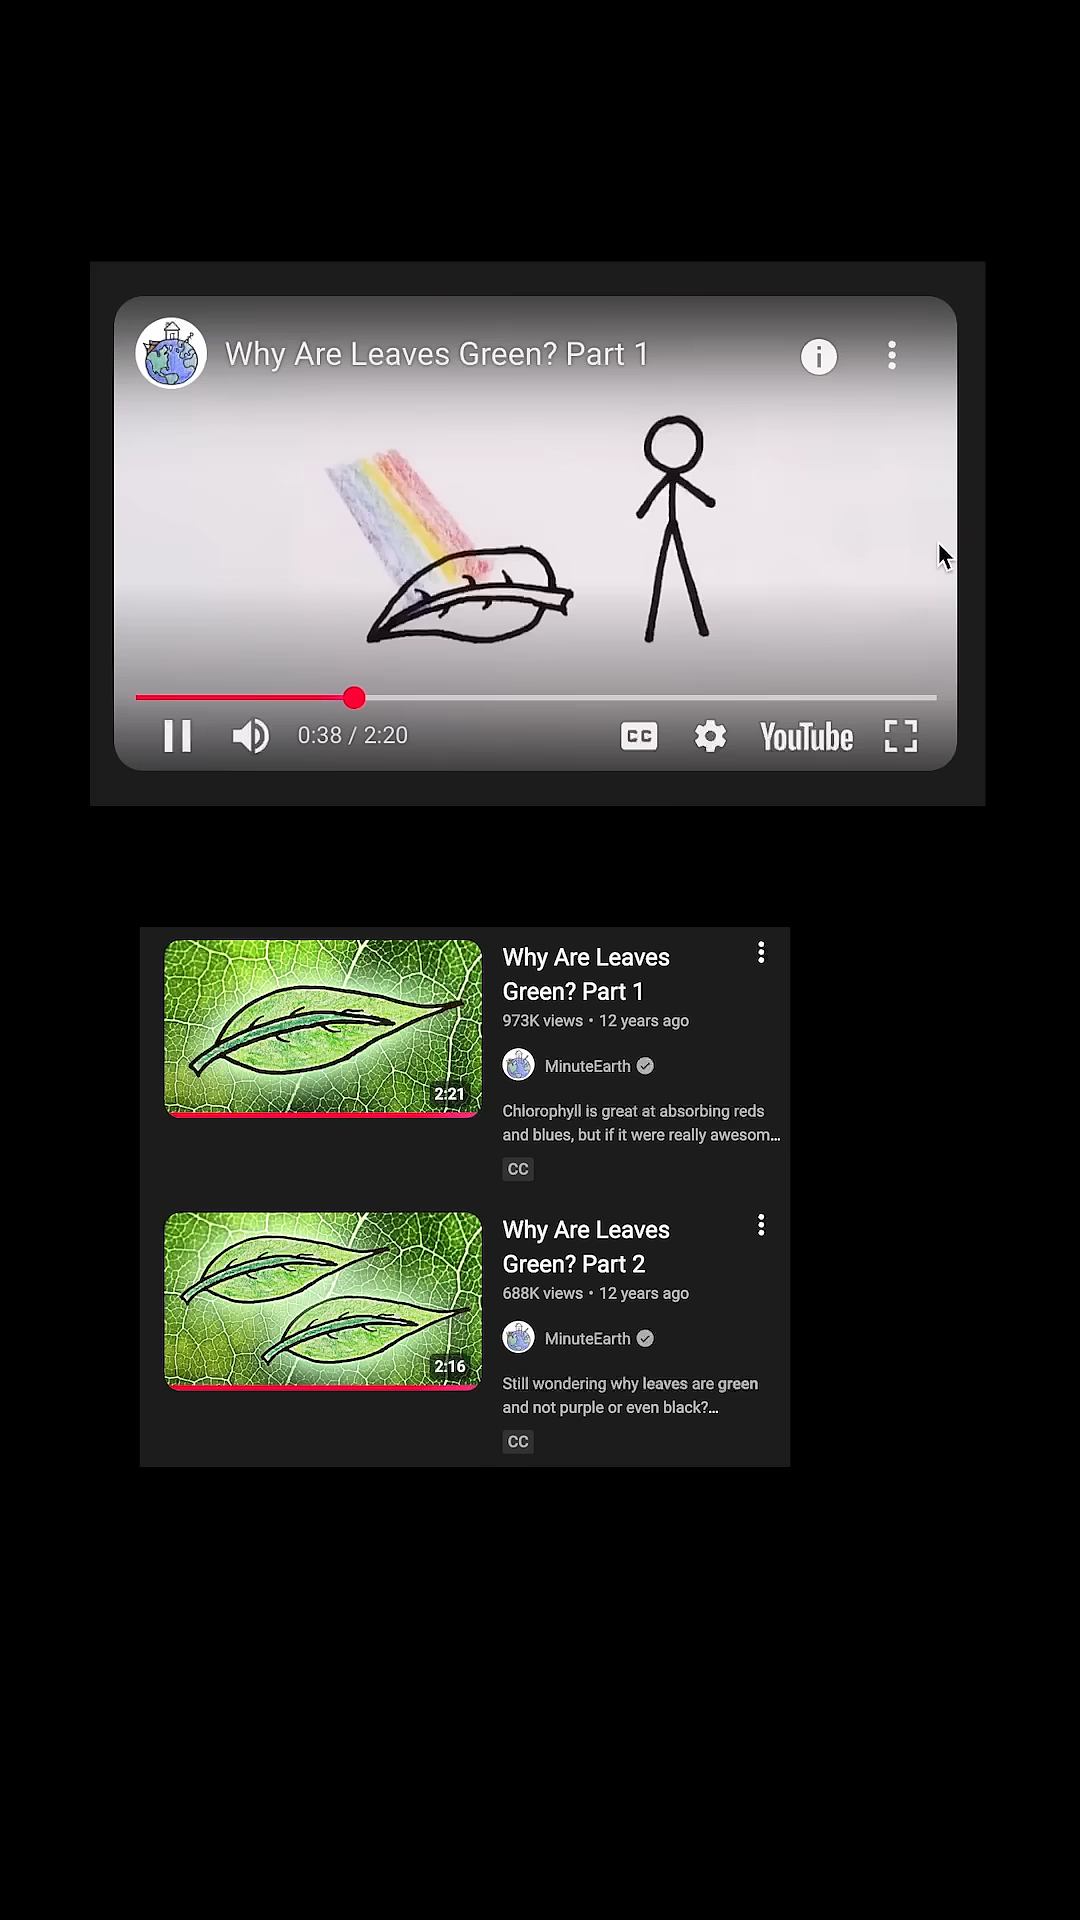 Why Are Leaves Green? Part 1
0:38 / 2:20
CC
YouTube
Why Are Leaves
Green? Part 1
973K views • 12 years ago
MinuteEarth
Chlorophyll is great at absorbing reds
and blues, but if it were really awesom...
CC
2:21
Why Are Leaves
Green? Part 2
688K views • 12 years ago
MinuteEarth
Still wondering why leaves are green
and not purple or even black?...
CC
2:16